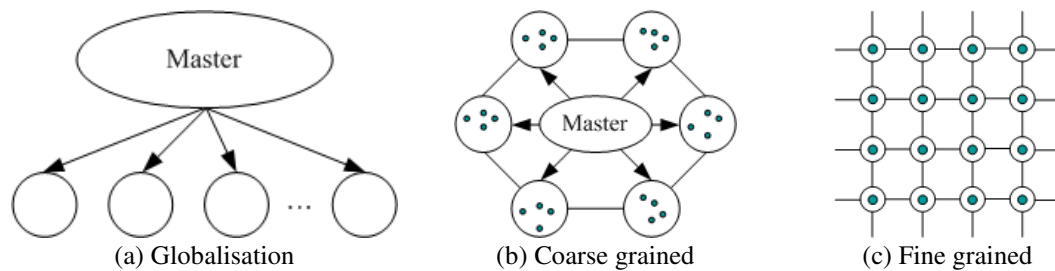 Master
...
Master
(a) Globalisation
(b) Coarse grained
(c) Fine grained